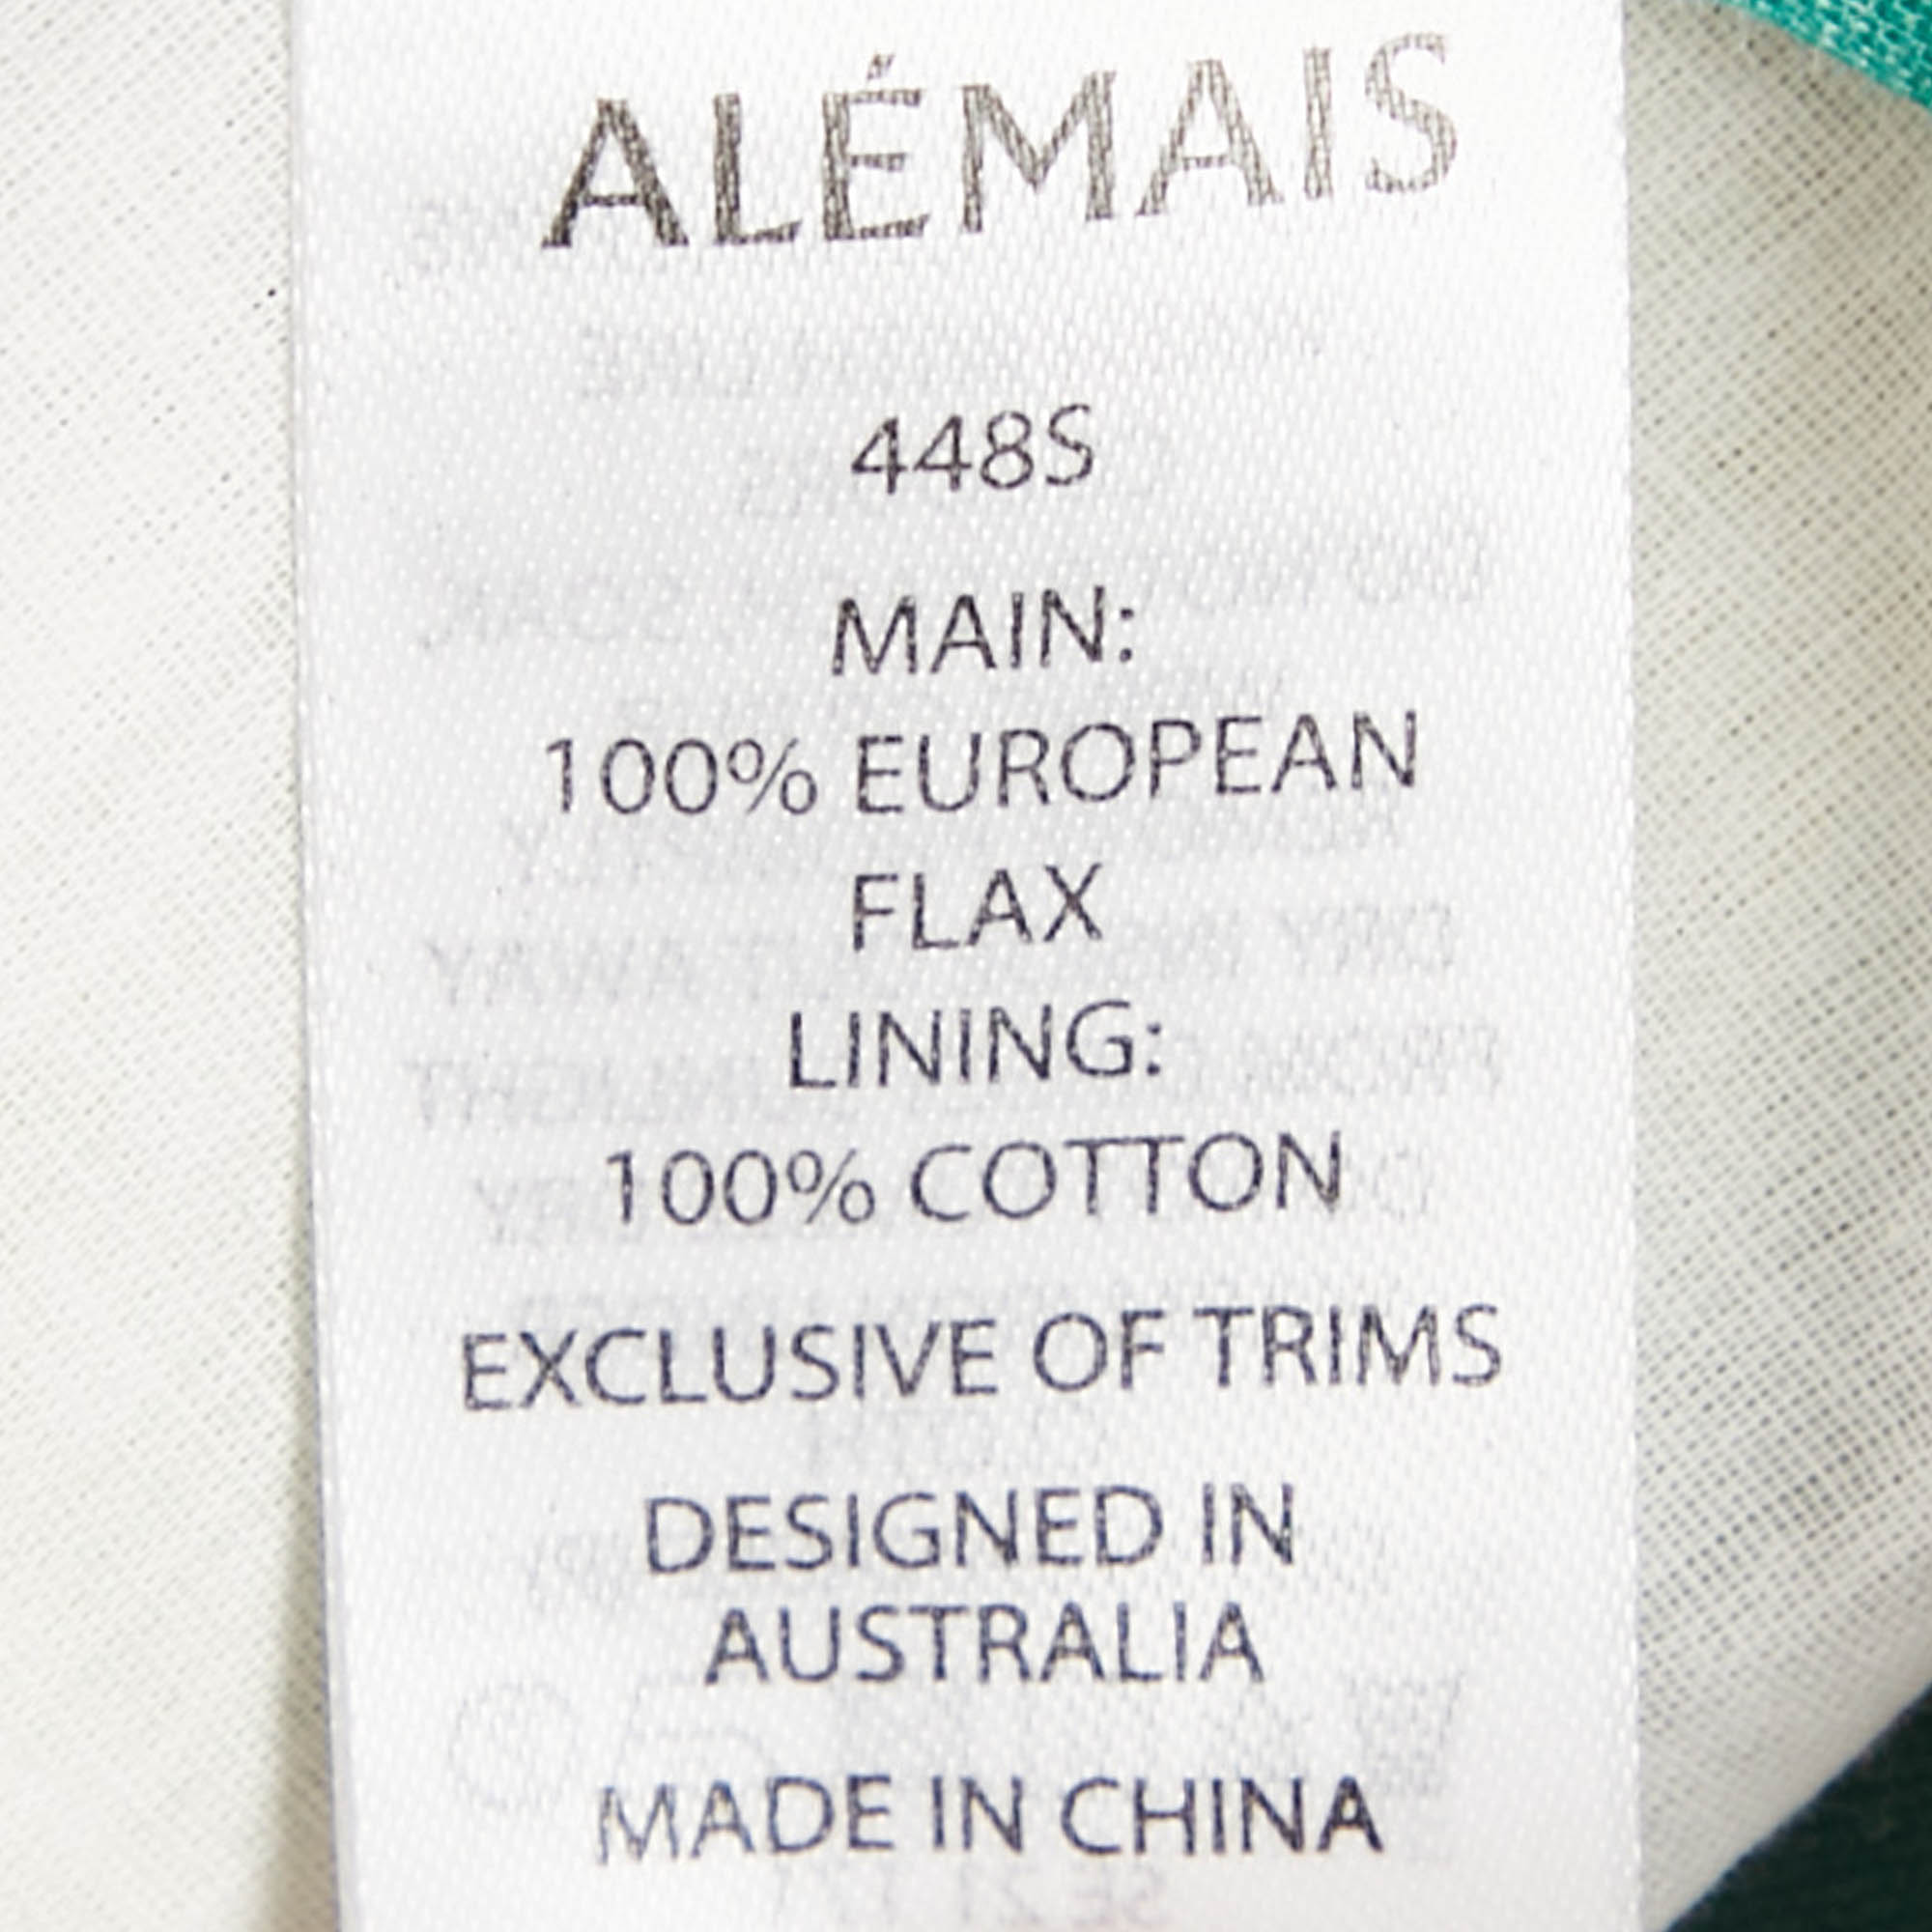 ALÉMAIS
448S
MAIN:
100% EUROPEAN
FLAX
LINING:
100% COTTON
EXCLUSIVE OF TRIMS
DESIGNED IN
AUSTRALIA
MADE IN CHINA